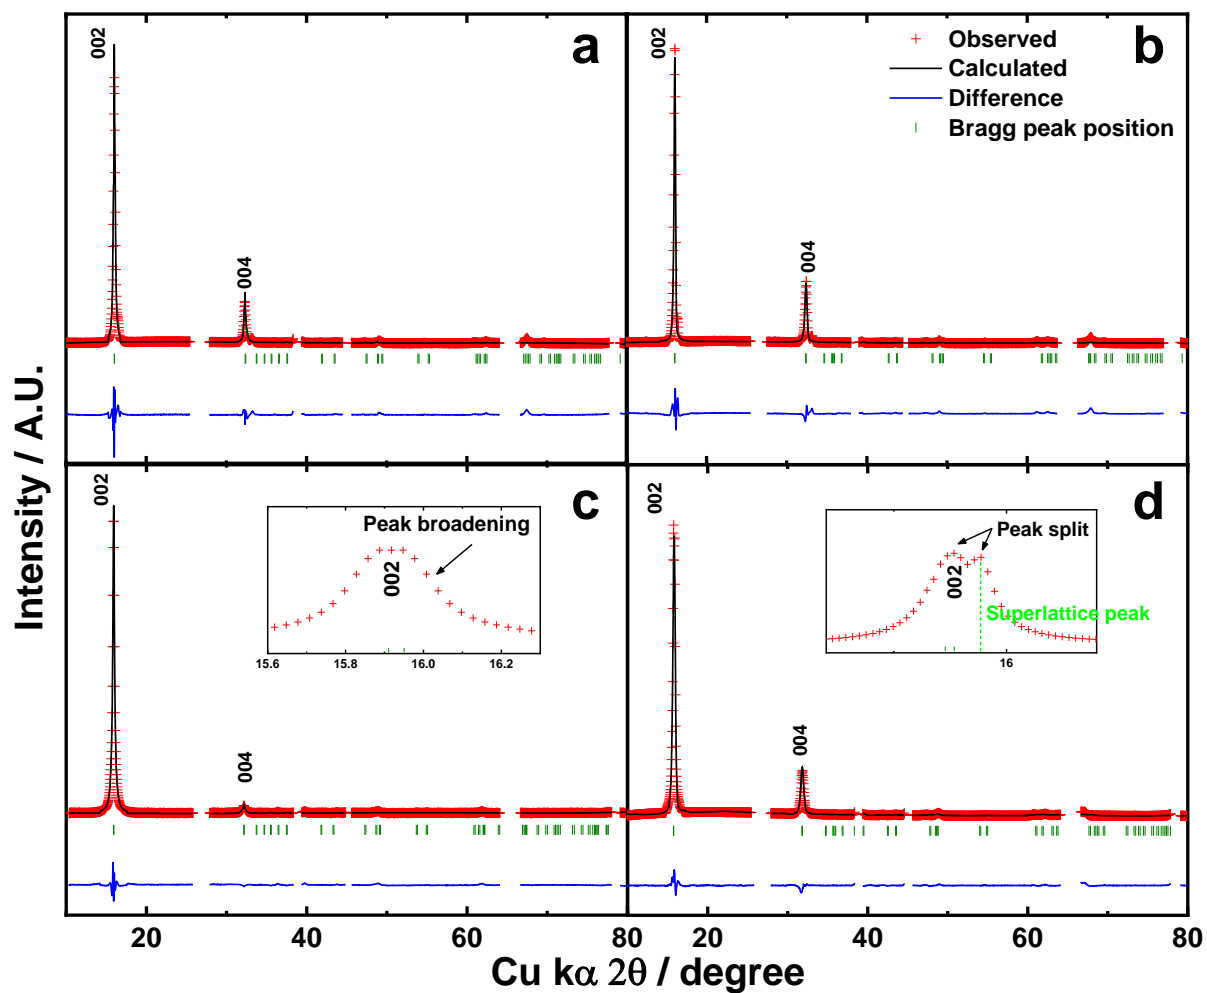 a
002
004
b
002
004
Observed
Calculated
Difference
Bragg peak position
Intensity / A.U.
c
002
004
Peak broadening
002
15.6 15.8 16.0 16.2
d
002
004
Peak split
002
Superlattice peak
16
20 40 60 80 20 40 60 80
Cu kα 2θ / degree